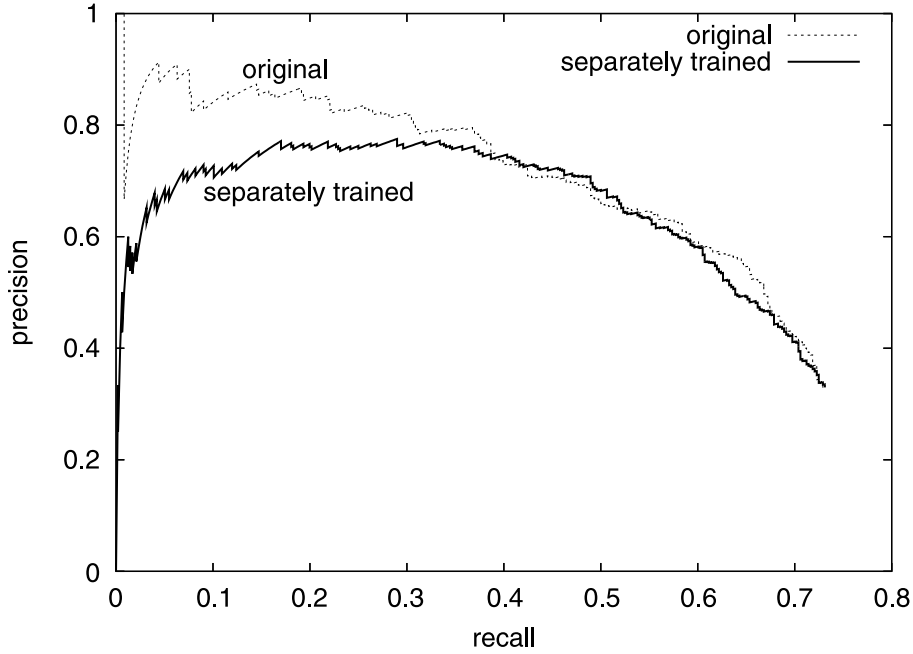 1
0.8
0.6
0.4
0.2
0
precision
original
separately trained
original
separately trained
0 0.1 0.2 0.3 0.4 0.5 0.6 0.7 0.8
recall